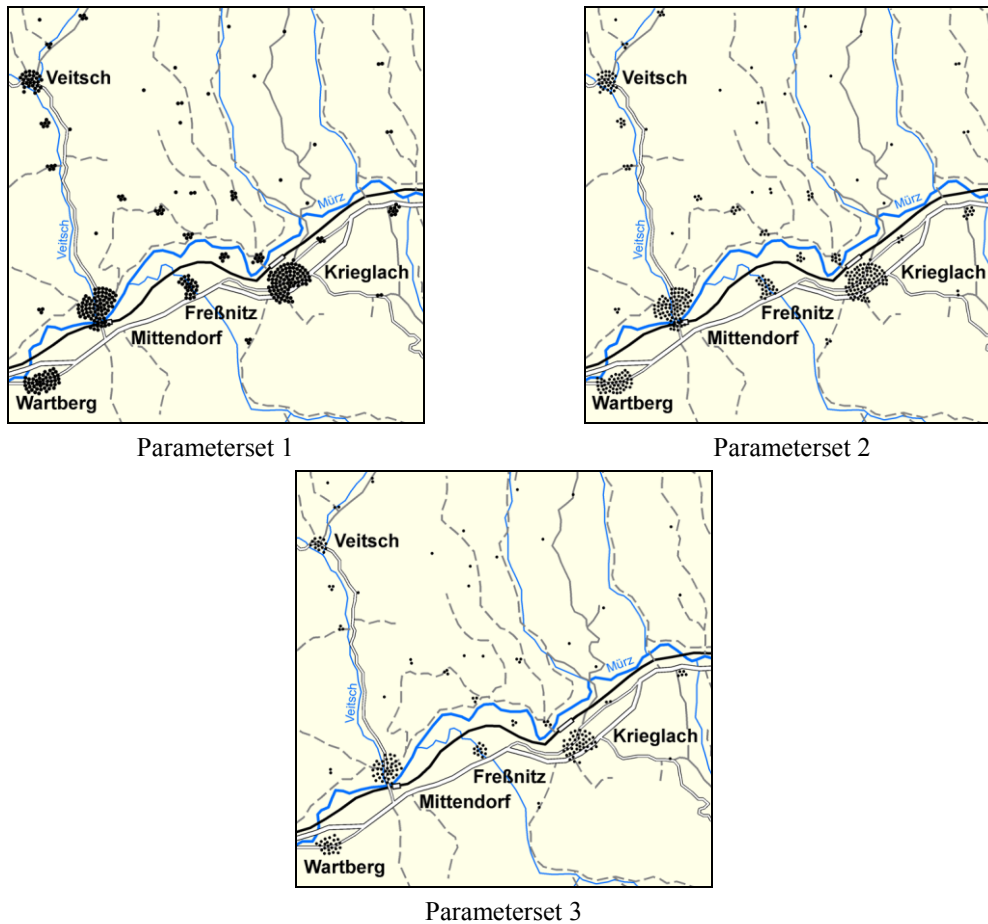 Veitsch
Mürz
Veitsch
Krieglach
Freßnitz
Mittendorf
Wartberg
Parameterset 1
Veitsch
Mürz
Veitsch
Krieglach
Freßnitz
Mittendorf
Wartberg
Parameterset 2
Veitsch
Mürz
Veitsch
Krieglach
Freßnitz
Mittendorf
Wartberg
Parameterset 3